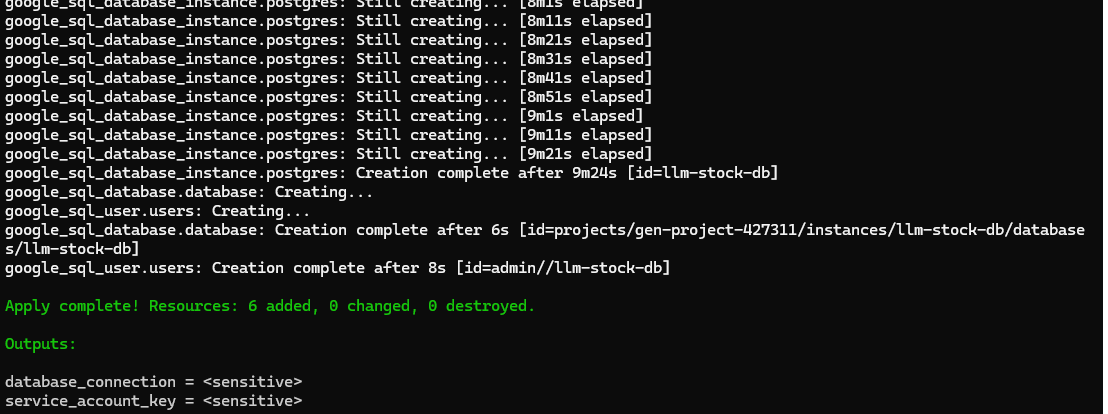 google_sql_database_instance.postgres: Still creating... [8m1s elapsed]
google_sql_database_instance.postgres: Still creating... [8m11s elapsed]
google_sql_database_instance.postgres: Still creating... [8m21s elapsed]
google_sql_database_instance.postgres: Still creating... [8m31s elapsed]
google_sql_database_instance.postgres: Still creating... [8m41s elapsed]
google_sql_database_instance.postgres: Still creating... [8m51s elapsed]
google_sql_database_instance.postgres: Still creating... [9m1s elapsed]
google_sql_database_instance.postgres: Still creating... [9m11s elapsed]
google_sql_database_instance.postgres: Still creating... [9m21s elapsed]
google_sql_database_instance.postgres: Creation complete after 9m24s [id=llm-stock-db]
google_sql_database.database: Creating...
google_sql_user.users: Creating...
google_sql_database.database: Creation complete after 6s [id=projects/gen-project-427311/instances/llm-stock-db/database
s/llm-stock-db]
google_sql_user.users: Creation complete after 8s [id=admin//llm-stock-db]
Apply complete! Resources: 6 added, 0 changed, 0 destroyed.
Outputs:
database_connection = <sensitive>
service_account_key = <sensitive>